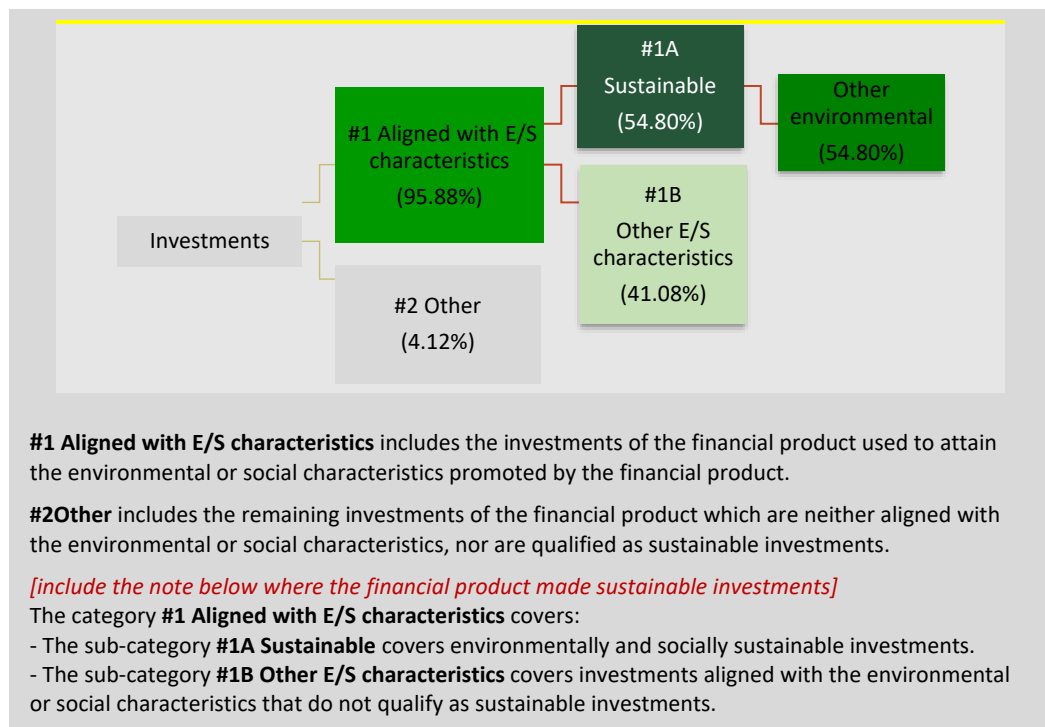 #1A
Sustainable
(54.80%)
Other
environmental
(54.80%)
#1 Aligned with E/S
characteristics
(95.88%)
#1B
Other E/S
characteristics
(41.08%)
Investments
#2 Other
(4.12%)
#1 Aligned with E/S characteristics includes the investments of the financial product used to attain
the environmental or social characteristics promoted by the financial product.
#2Other includes the remaining investments of the financial product which are neither aligned with
the environmental or social characteristics, nor are qualified as sustainable investments.
[include the note below where the financial product made sustainable investments]
The category #1 Aligned with E/S characteristics covers:
- The sub-category #1A Sustainable covers environmentally and socially sustainable investments.
- The sub-category #1B Other E/S characteristics covers investments aligned with the environmental
or social characteristics that do not qualify as sustainable investments.